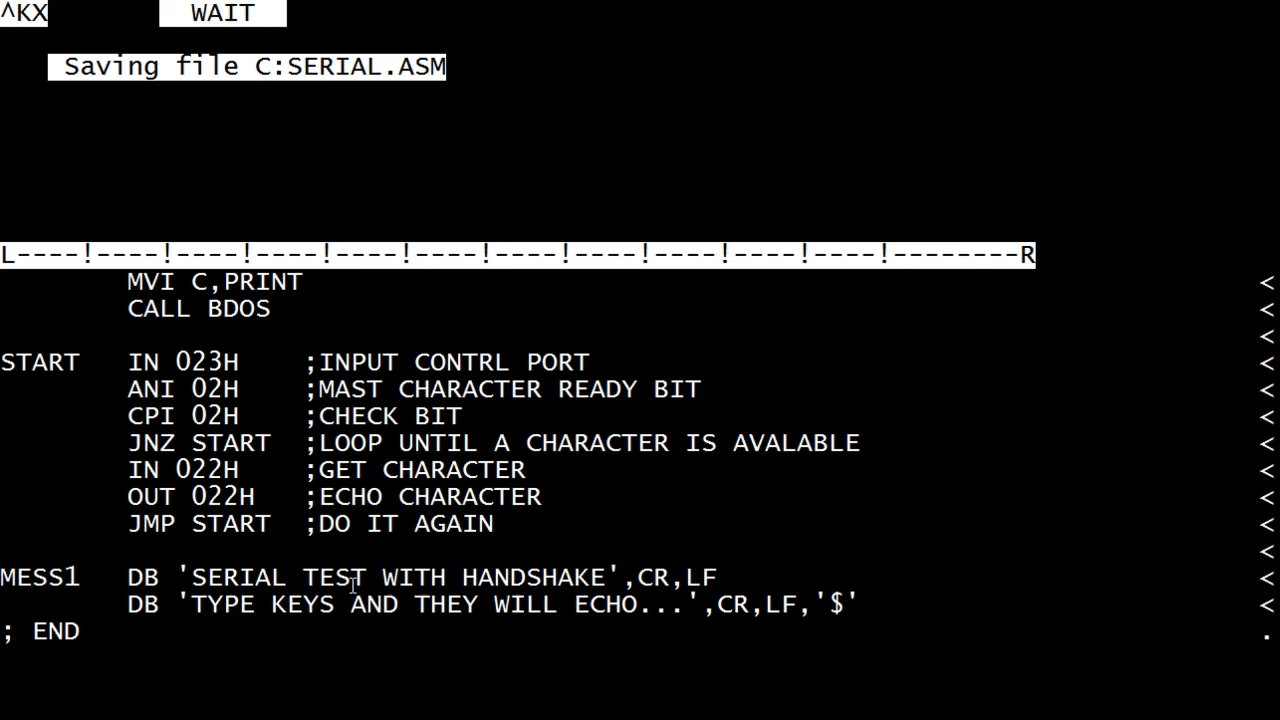 ^KX WAIT
Saving file C:SERIAL.ASM
L----!----!----!----!----!----!----!----!----!----!----!--------R
MVI C,PRINT <
CALL BDOS <
<
START IN 023H ;INPUT CONTRL PORT <
ANI 02H ;MAST CHARACTER READY BIT <
CPI 02H ;CHECK BIT <
JNZ START ;LOOP UNTIL A CHARACTER IS AVALABLE <
IN 022H ;GET CHARACTER <
OUT 022H ;ECHO CHARACTER <
JMP START ;DO IT AGAIN <
<
MESS1 DB 'SERIAL TEST WITH HANDSHAKE',CR,LF <
DB 'TYPE KEYS AND THEY WILL ECHO...',CR,LF,'$' <
; END .